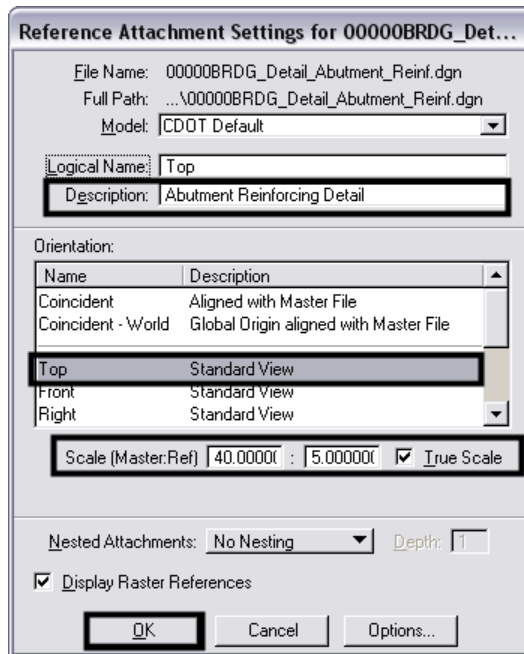 Reference Attachment Settings for 00000BRDG_Det...
File Name: 00000BRDG_Detail_Abutment_Reinf.dgn
Full Path: ...\00000BRDG_Detail_Abutment_Reinf.dgn
Model: CDOT Default
Logical Name: Top
Description: Abutment Reinforcing Detail
Orientation:
Name Description
Coincident Aligned with Master File
Coincident - World Global Origin aligned with Master File
Top Standard View
Front Standard View
Right Standard View
Scale (Master:Ref) 40.00000( : 5.000000( True Scale
Nested Attachments: No Nesting Depth: 1
Display Raster References
OK Cancel Options...